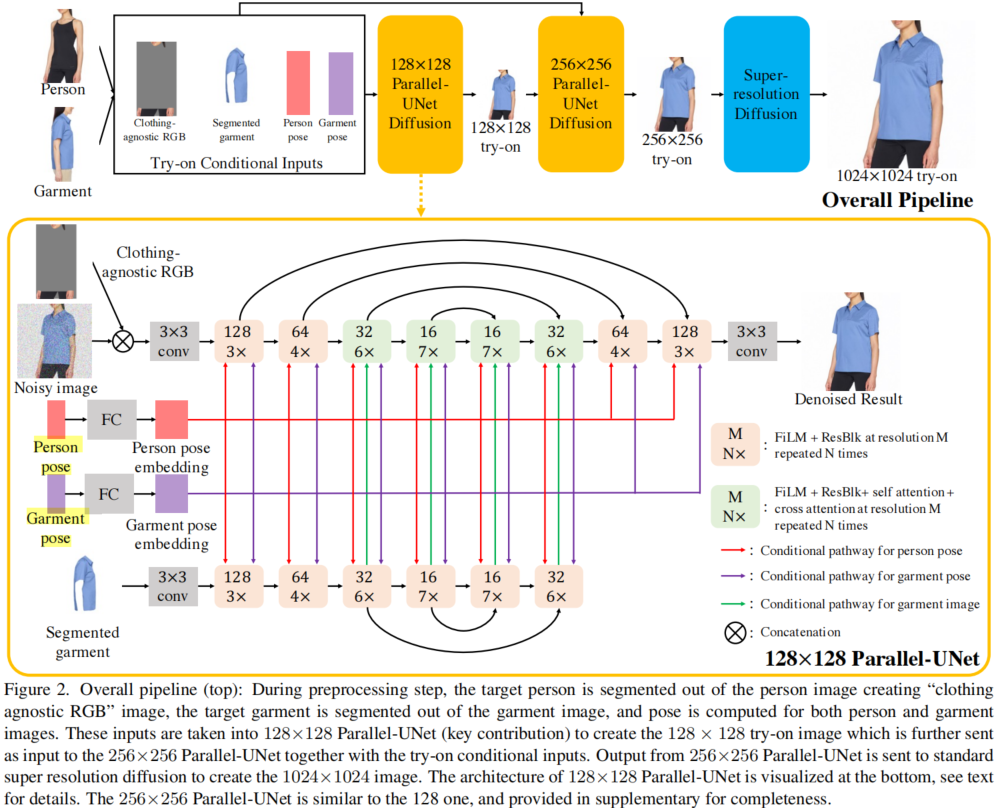 Person
Garment
Clothing-
agnostic RGB
Segmented
garment
Person
pose
Garment
pose
Try-on Conditional Inputs
128×128
Parallel-
UNet
Diffusion
128×128
try-on
256×256
Parallel-
UNet
Diffusion
256×256
try-on
Super-
resolution
Diffusion
1024×1024 try-on
Overall Pipeline
Clothing-
agnostic RGB
Noisy image
3×3
conv
128
3×
64
4×
32
6×
16
7×
16
7×
32
6×
64
4×
128
3×
3×3
conv
Denoised Result
Person
pose
FC
Person pose
embedding
Garment
pose
FC
Garment pose
embedding
Segmented
garment
3×3
conv
128
3×
64
4×
32
6×
16
7×
16
7×
32
6×
M
N×
: FiLM + ResBlk at resolution M
repeated N times
M
N×
: FiLM + ResBlk+ self attention +
cross attention at resolution M
repeated N times
: Conditional pathway for person pose
: Conditional pathway for garment pose
: Conditional pathway for garment image
: Concatenation
128×128 Parallel-UNet
Figure 2. Overall pipeline (top): During preprocessing step, the target person is segmented out of the person image creating “clothing
agnostic RGB” image, the target garment is segmented out of the garment image, and pose is computed for both person and garment
images. These inputs are taken into 128×128 Parallel-UNet (key contribution) to create the 128 × 128 try-on image which is further sent
as input to the 256×256 Parallel-UNet together with the try-on conditional inputs. Output from 256×256 Parallel-UNet is sent to standard
super resolution diffusion to create the 1024×1024 image. The architecture of 128×128 Parallel-UNet is visualized at the bottom, see text
for details. The 256×256 Parallel-UNet is similar to the 128 one, and provided in supplementary for completeness.